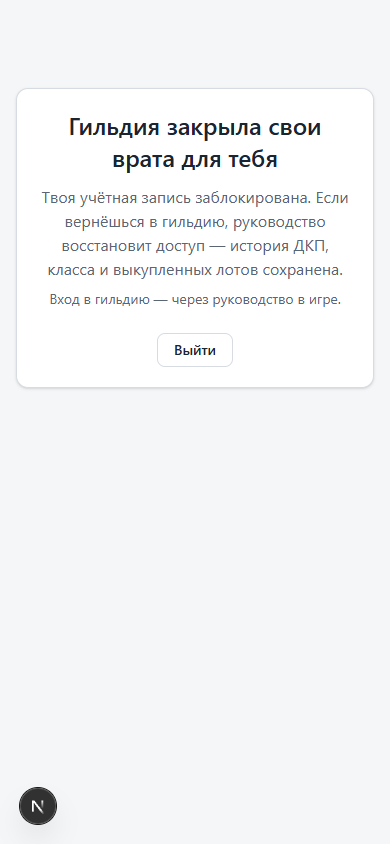 Гильдия закрыла свои
врата для тебя
Твоя учётная запись заблокирована. Если
вернёшься в гильдию, руководство
восстановит доступ — история ДКП,
класса и выкупленных лотов сохранена.
Вход в гильдию — через руководство в игре.
Выйти
N